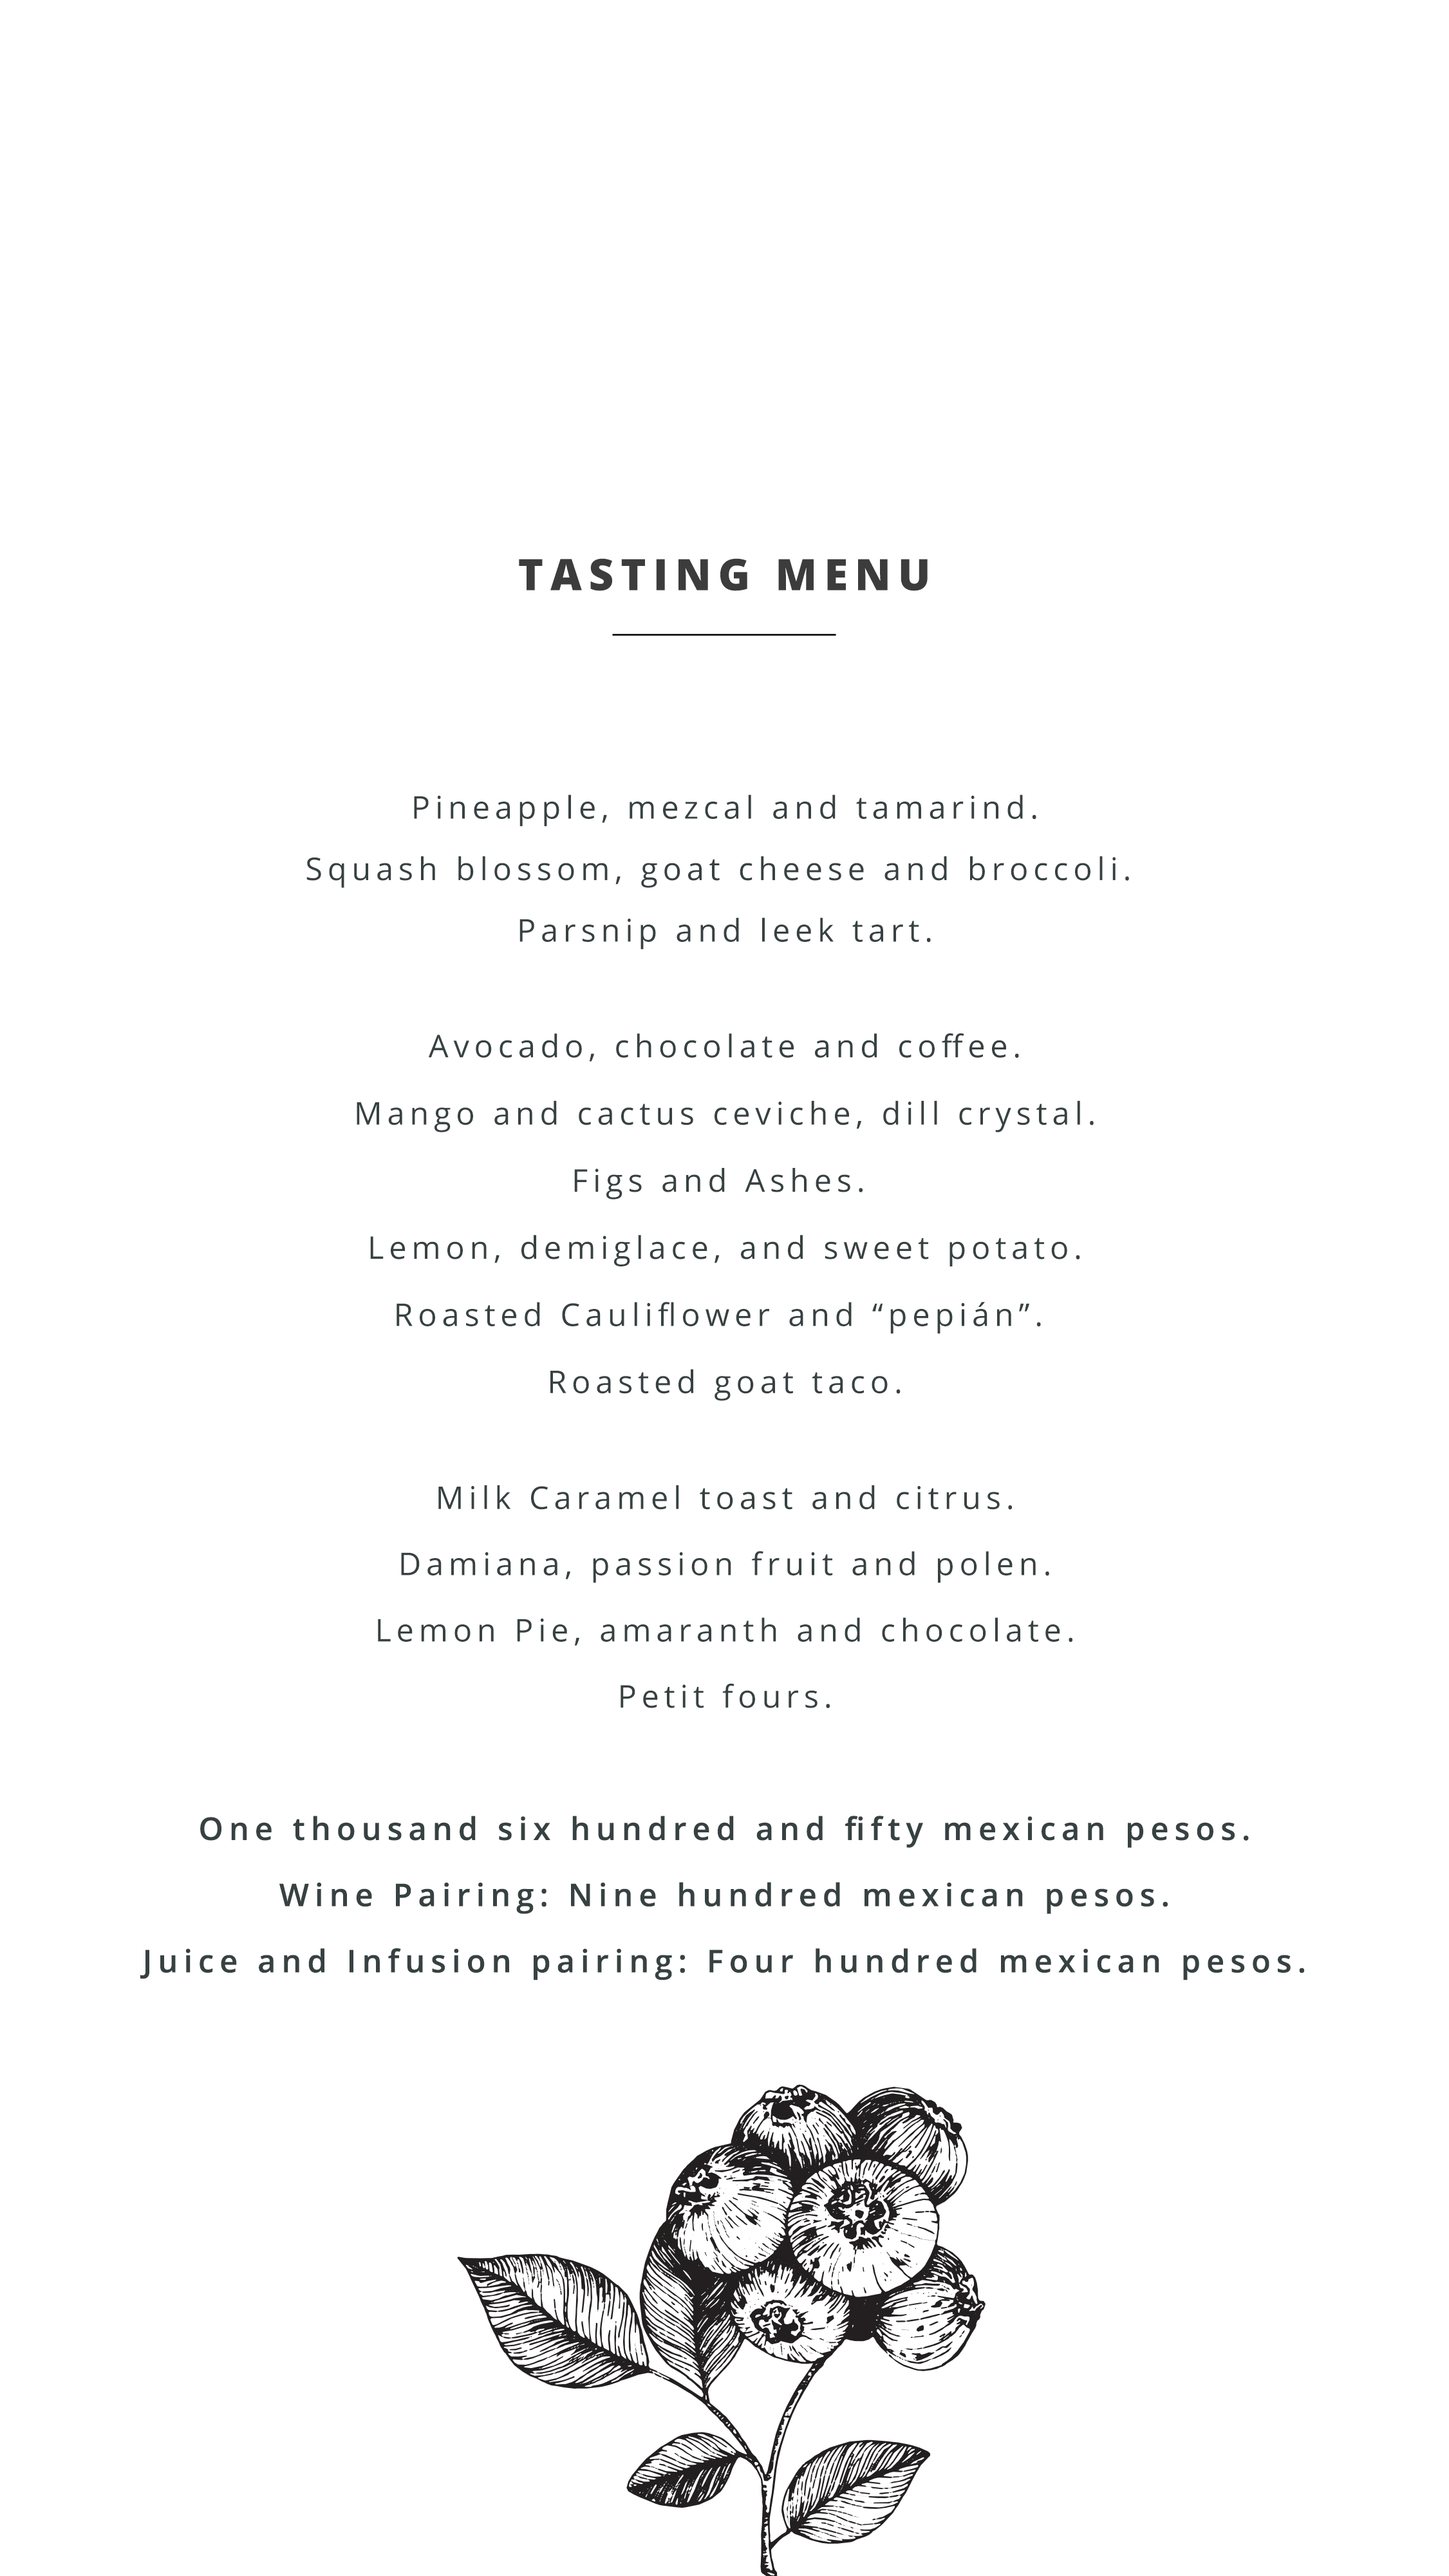 TASTING MENU
Pineapple, mezcal and tamarind.
Squash blossom, goat cheese and broccoli.
Parsnip and leek tart.
Avocado, chocolate and coffee.
Mango and cactus ceviche, dill crystal.
Figs and Ashes.
Lemon, demiglace, and sweet potato.
Roasted Cauliflower and “pepián”.
Roasted goat taco.
Milk Caramel toast and citrus.
Damiana, passion fruit and polen.
Lemon Pie, amaranth and chocolate.
Petit fours.
One thousand six hundred and fifty mexican pesos.
Wine Pairing: Nine hundred mexican pesos.
Juice and Infusion pairing: Four hundred mexican pesos.